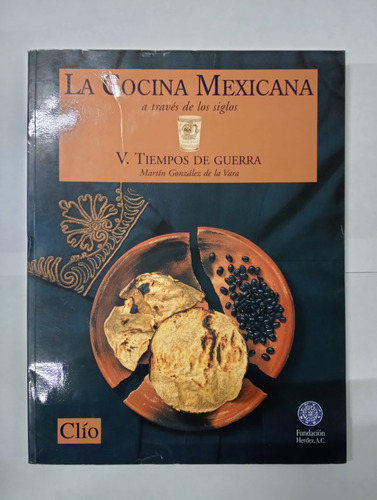 LA COCINA MEXICANA
a través de los siglos
V. TIEMPOS DE GUERRA
Martín González de la Vara
Clío
Fundación
Herdez, A.C.